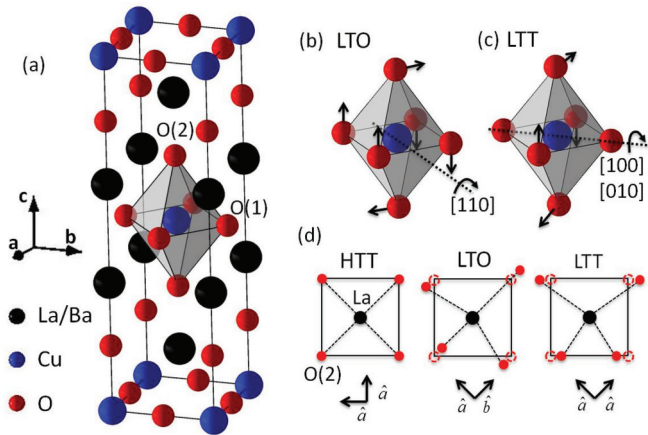 (a)
O(2)
O(1)
c
a
b
La/Ba
Cu
O
(b) LTO
[110]
(c) LTT
[100]
[010]
(d)
HTT
La
O(2)
â
â
LTO
â
b̂
LTT
â
â